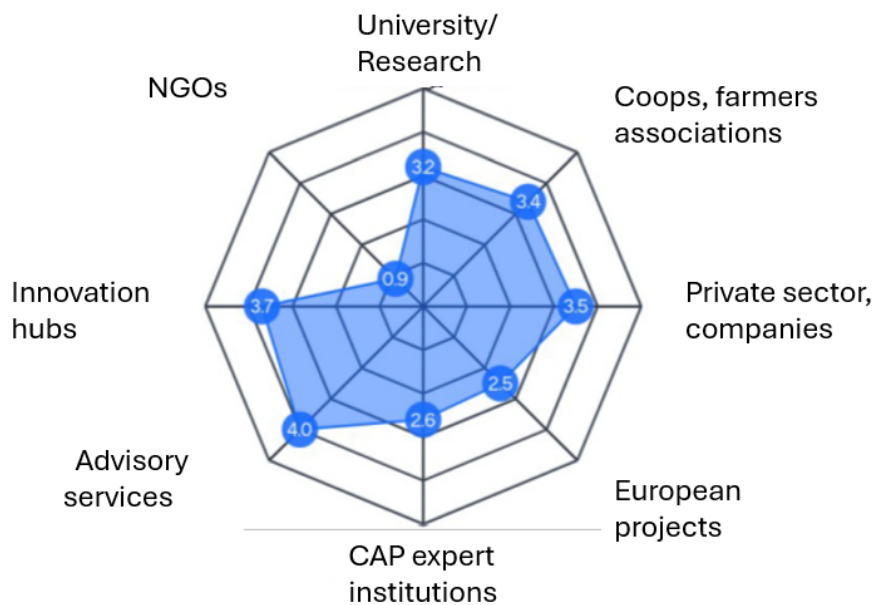 University/
Research
NGOs
Coops, farmers
associations
3.2
3.4
0.9
Innovation
hubs
3.7
3.5
Private sector,
companies
2.5
2.6
4.0
Advisory
services
European
projects
CAP expert
institutions